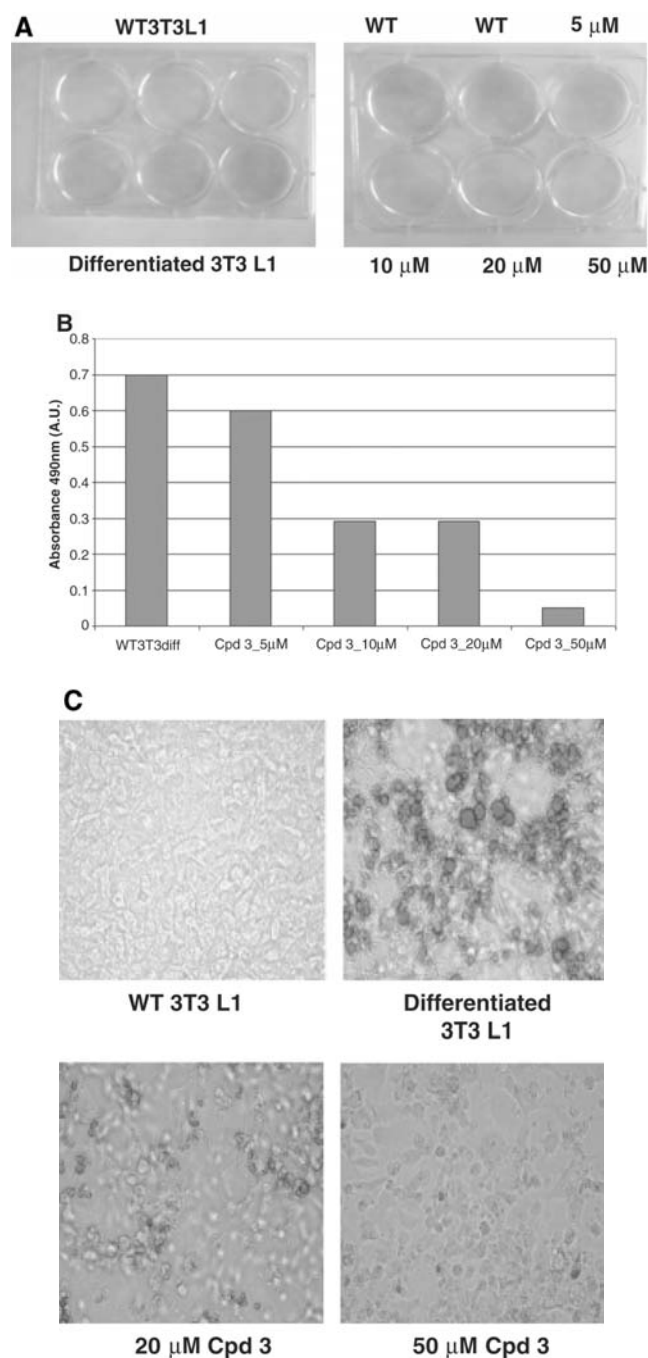 A
WT3T3L1
WT WT 5 μM
Differentiated 3T3 L1
10 μM 20 μM 50 μM
B
0.8
0.7
0.6
0.5
0.4
0.3
0.2
0.1
0
Absorbance 490nm (A.U.)
WT3T3diff Cpd 3_5μM Cpd 3_10μM Cpd 3_20μM Cpd 3_50μM
C
WT 3T3 L1
Differentiated
3T3 L1
20 μM Cpd 3
50 μM Cpd 3